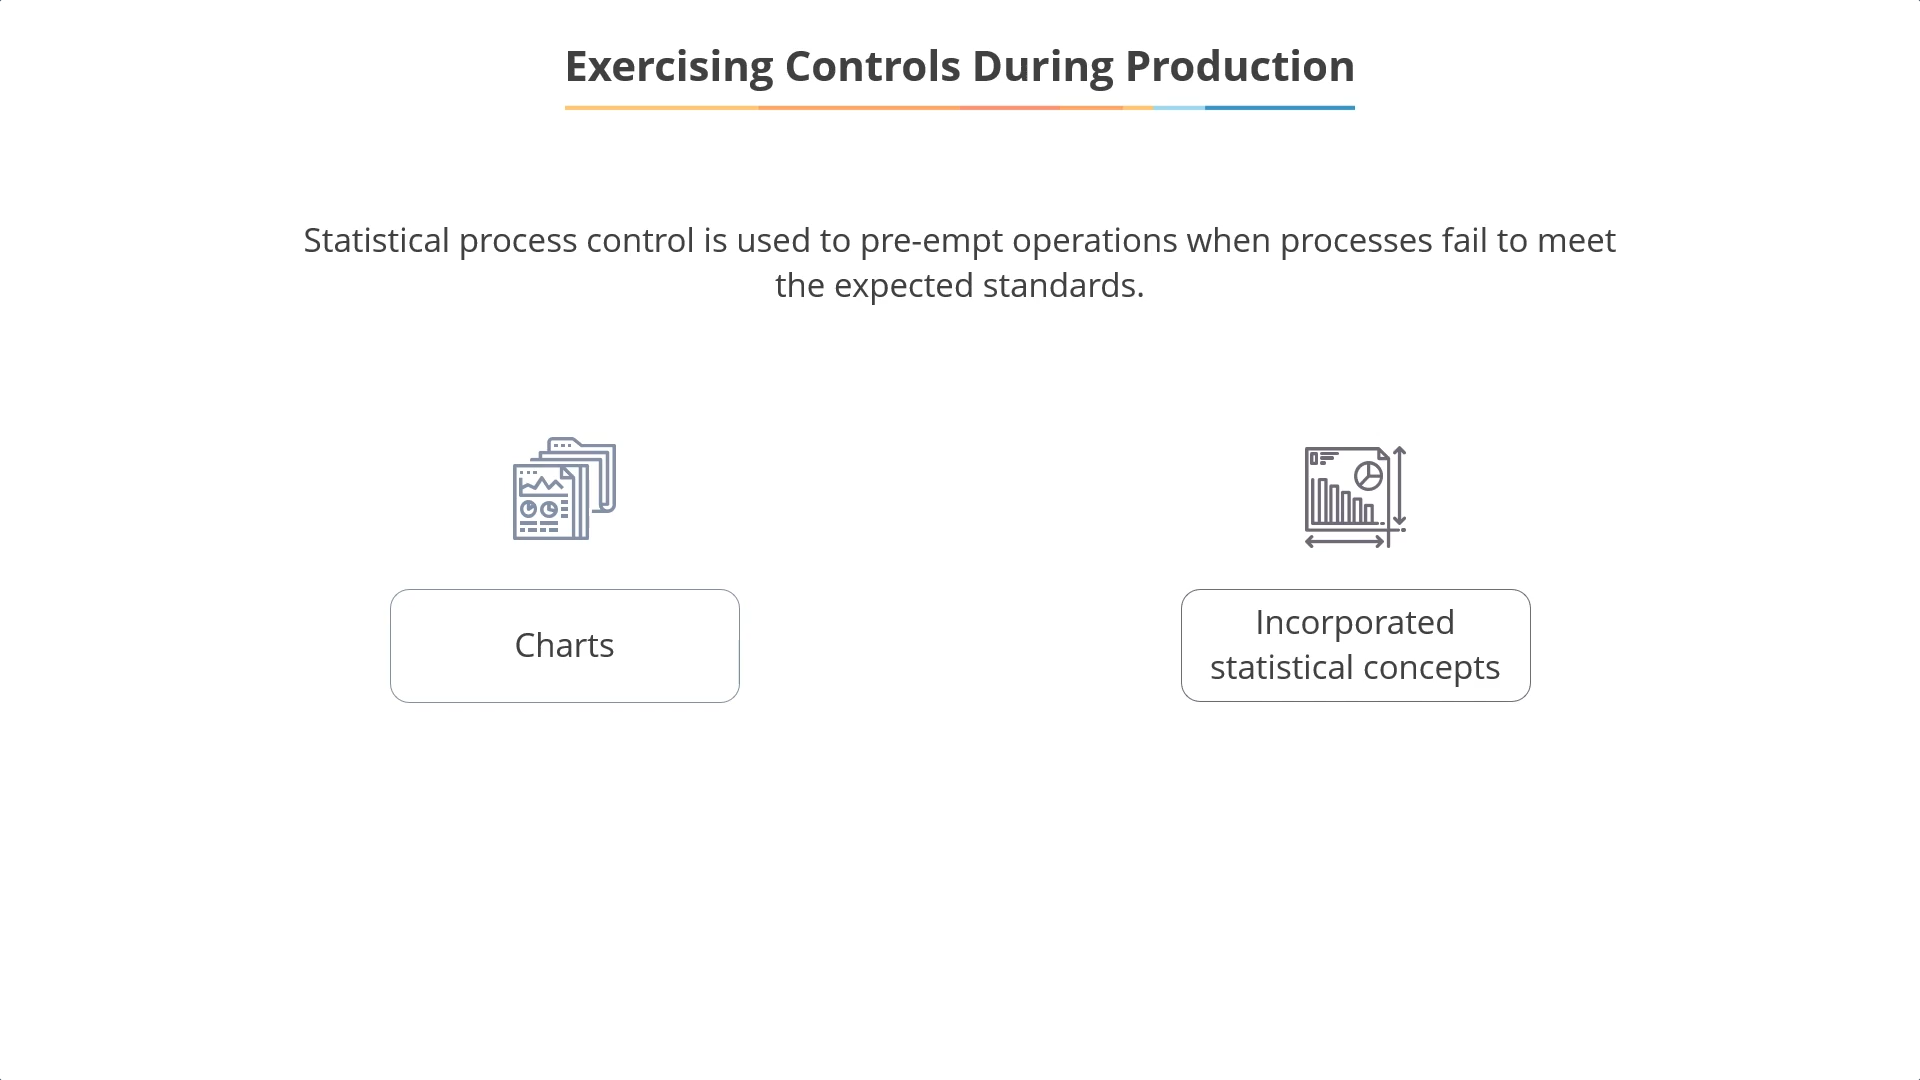 Exercising Controls During Production
Statistical process control is used to pre-empt operations when processes fail to meet
the expected standards.
Charts
Incorporated
statistical concepts